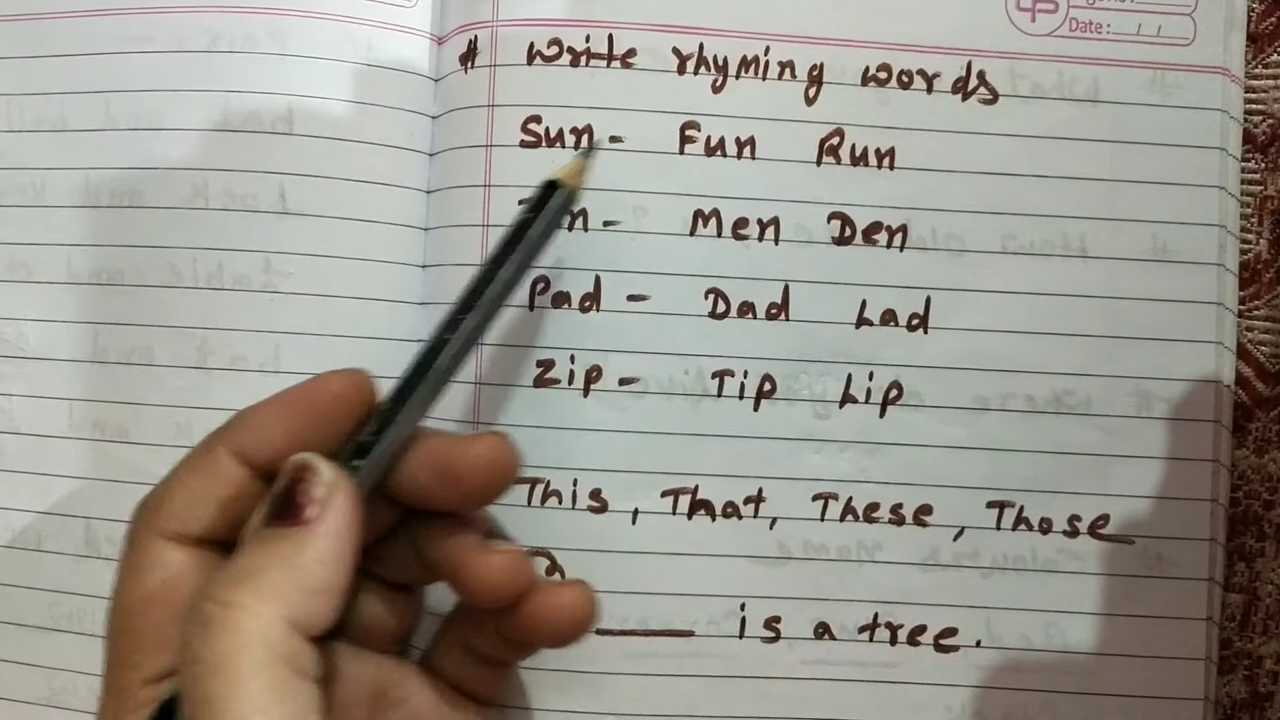 Date: / /
# Write rhyming words
Sun - Fun Run
- Men Den
Pad - Dad Lad
Zip - Tip Lip
This, That, These, Those
____ is a tree.